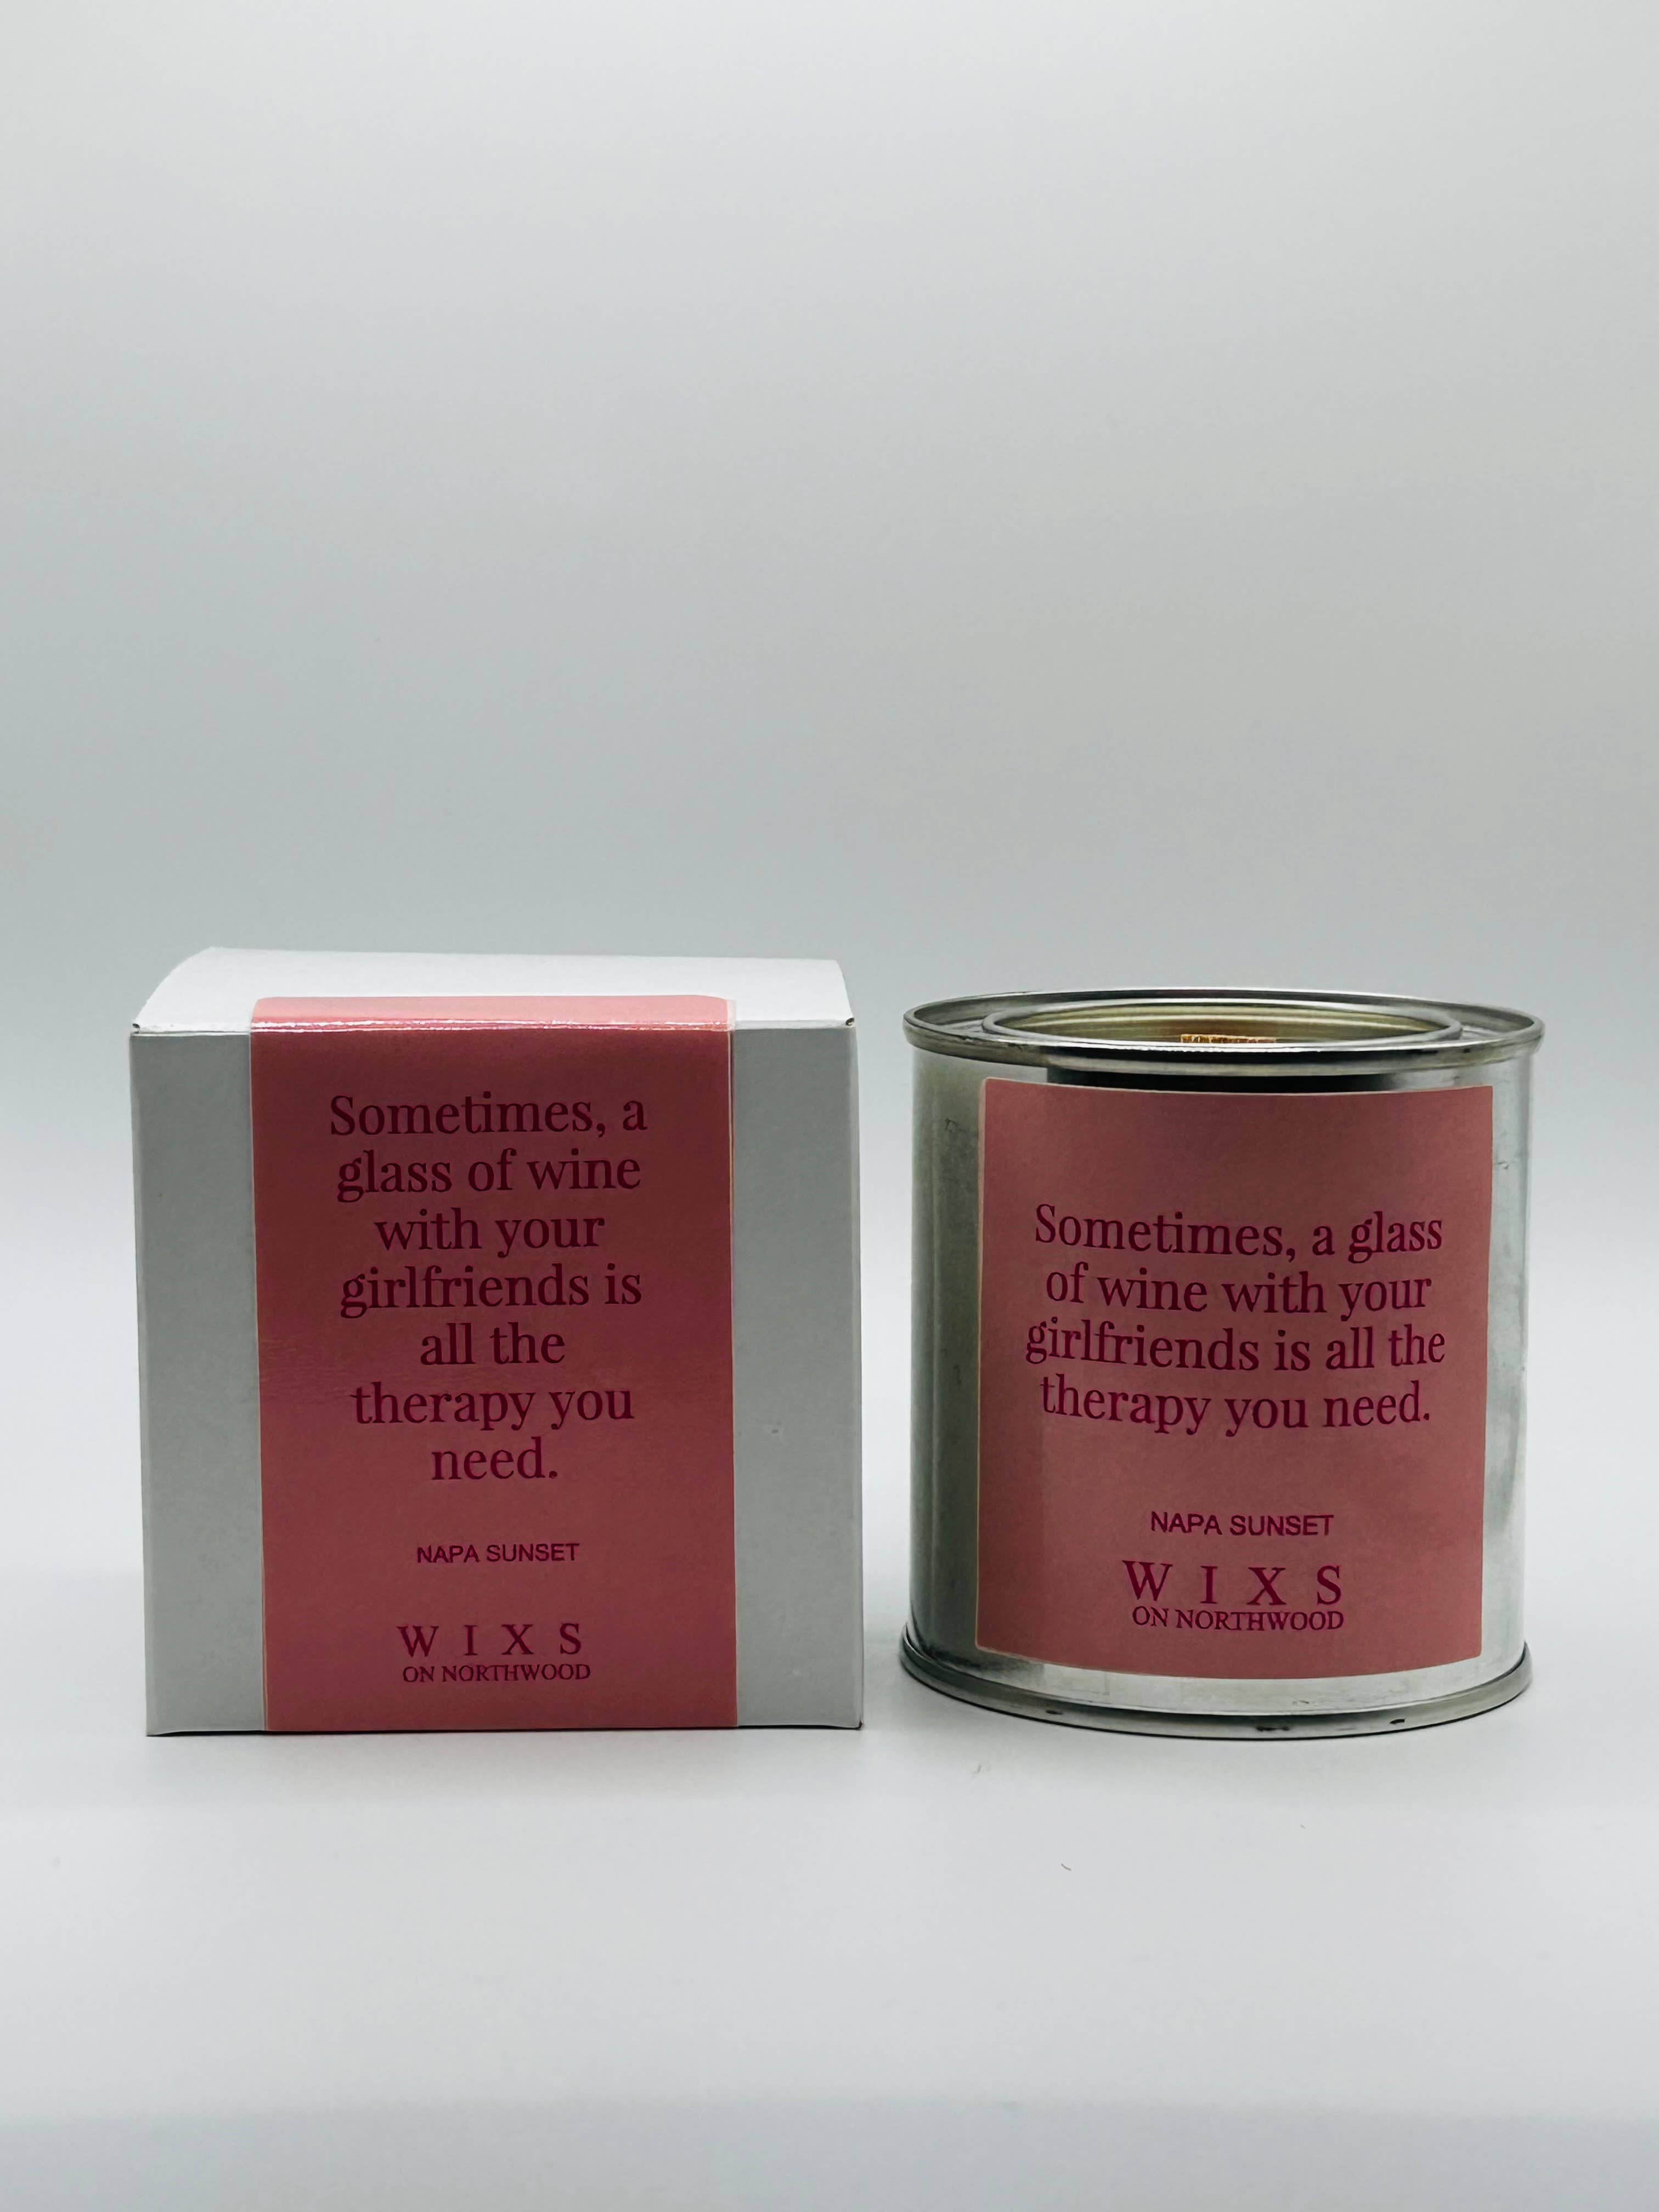 Sometimes, a
glass of wine
with your
girlfriends is
all the
therapy you
need.
NAPA SUNSET
W I X S
ON NORTHWOOD
Sometimes, a glass
of wine with your
girlfriends is all the
therapy you need.
NAPA SUNSET
W I X S
ON NORTHWOOD